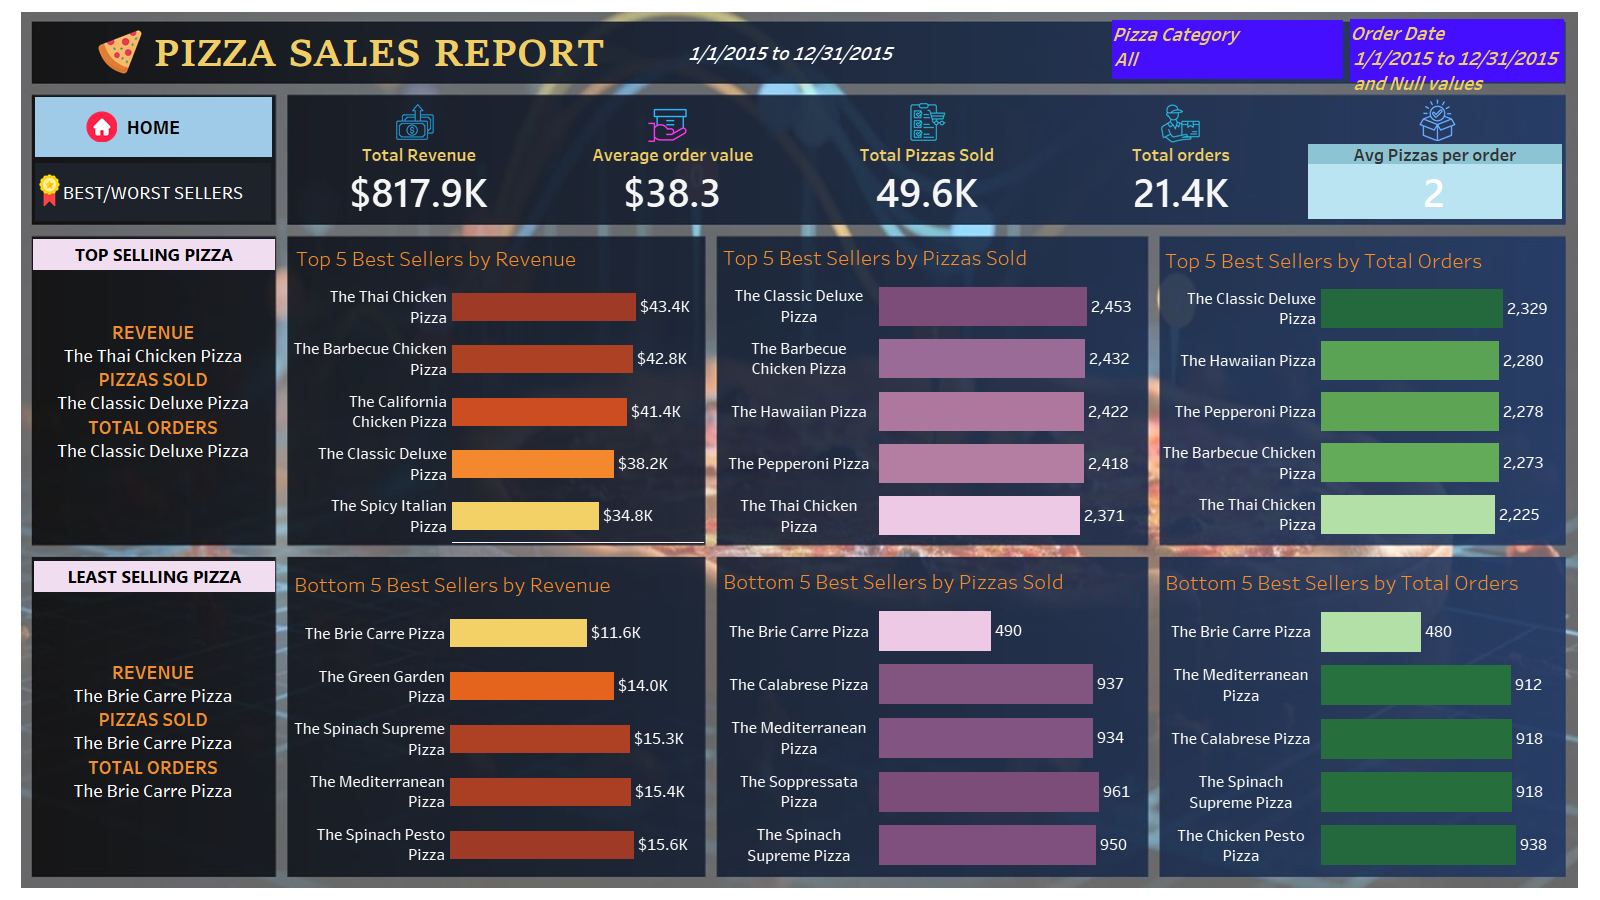 PIZZA SALES REPORT
1/1/2015 to 12/31/2015
Pizza Category
All
Order Date
1/1/2015 to 12/31/2015
and Null values
HOME
BEST/WORST SELLERS
Total Revenue
$817.9K
Average order value
$38.3
Total Pizzas Sold
49.6K
Total orders
21.4K
Avg Pizzas per order
2
TOP SELLING PIZZA
REVENUE
The Thai Chicken Pizza
PIZZAS SOLD
The Classic Deluxe Pizza
TOTAL ORDERS
The Classic Deluxe Pizza
Top 5 Best Sellers by Revenue
The Thai Chicken
Pizza
$43.4K
The Barbecue Chicken
Pizza
$42.8K
The California
Chicken Pizza
$41.4K
The Classic Deluxe
Pizza
$38.2K
The Spicy Italian
Pizza
$34.8K
Top 5 Best Sellers by Pizzas Sold
The Classic Deluxe
Pizza
2,453
The Barbecue
Chicken Pizza
2,432
The Hawaiian Pizza
2,422
The Pepperoni Pizza
2,418
The Thai Chicken
Pizza
2,371
Top 5 Best Sellers by Total Orders
The Classic Deluxe
Pizza
2,329
The Hawaiian Pizza
2,280
The Pepperoni Pizza
2,278
The Barbecue Chicken
Pizza
2,273
The Thai Chicken
Pizza
2,225
LEAST SELLING PIZZA
REVENUE
The Brie Carre Pizza
PIZZAS SOLD
The Brie Carre Pizza
TOTAL ORDERS
The Brie Carre Pizza
Bottom 5 Best Sellers by Revenue
The Brie Carre Pizza
$11.6K
The Green Garden
Pizza
$14.0K
The Spinach Supreme
Pizza
$15.3K
The Mediterranean
Pizza
$15.4K
The Spinach Pesto
Pizza
$15.6K
Bottom 5 Best Sellers by Pizzas Sold
The Brie Carre Pizza
490
The Calabrese Pizza
937
The Mediterranean
Pizza
934
The Soppressata
Pizza
961
The Spinach
Supreme Pizza
950
Bottom 5 Best Sellers by Total Orders
The Brie Carre Pizza
480
The Mediterranean
Pizza
912
The Calabrese Pizza
918
The Spinach
Supreme Pizza
918
The Chicken Pesto
Pizza
938